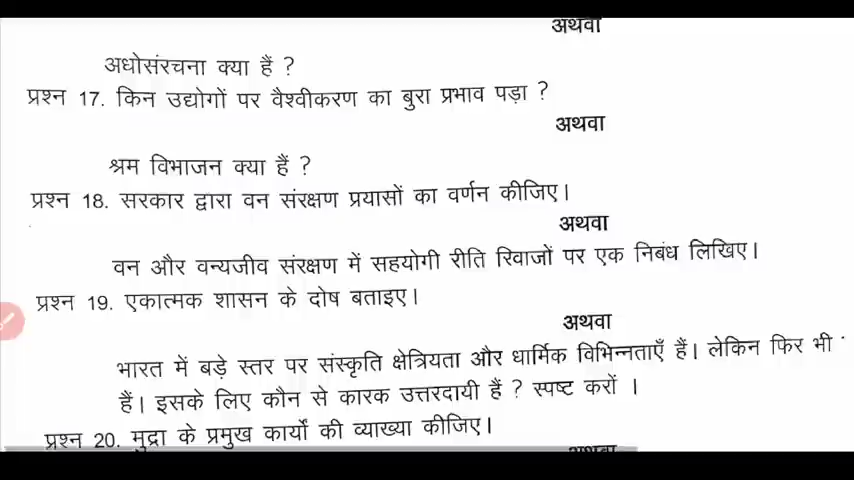 अथवा
अधोसंरचना क्या हैं ?
प्रश्न 17. किन उद्योगों पर वैश्वीकरण का बुरा प्रभाव पड़ा ?
अथवा
श्रम विभाजन क्या हैं ?
प्रश्न 18. सरकार द्वारा वन संरक्षण प्रयासों का वर्णन कीजिए।
अथवा
वन और वन्यजीव संरक्षण में सहयोगी रीति रिवाजों पर एक निबंध लिखिए।
प्रश्न 19. एकात्मक शासन के दोष बताइए।
अथवा
भारत में बड़े स्तर पर संस्कृति क्षेत्रियता और धार्मिक विभिन्नताएँ हैं। लेकिन फिर भी
हैं। इसके लिए कौन से कारक उत्तरदायी हैं ? स्पष्ट करों ।
प्रश्न 20. मुद्रा के प्रमुख कार्यों की व्याख्या कीजिए।
अथवा